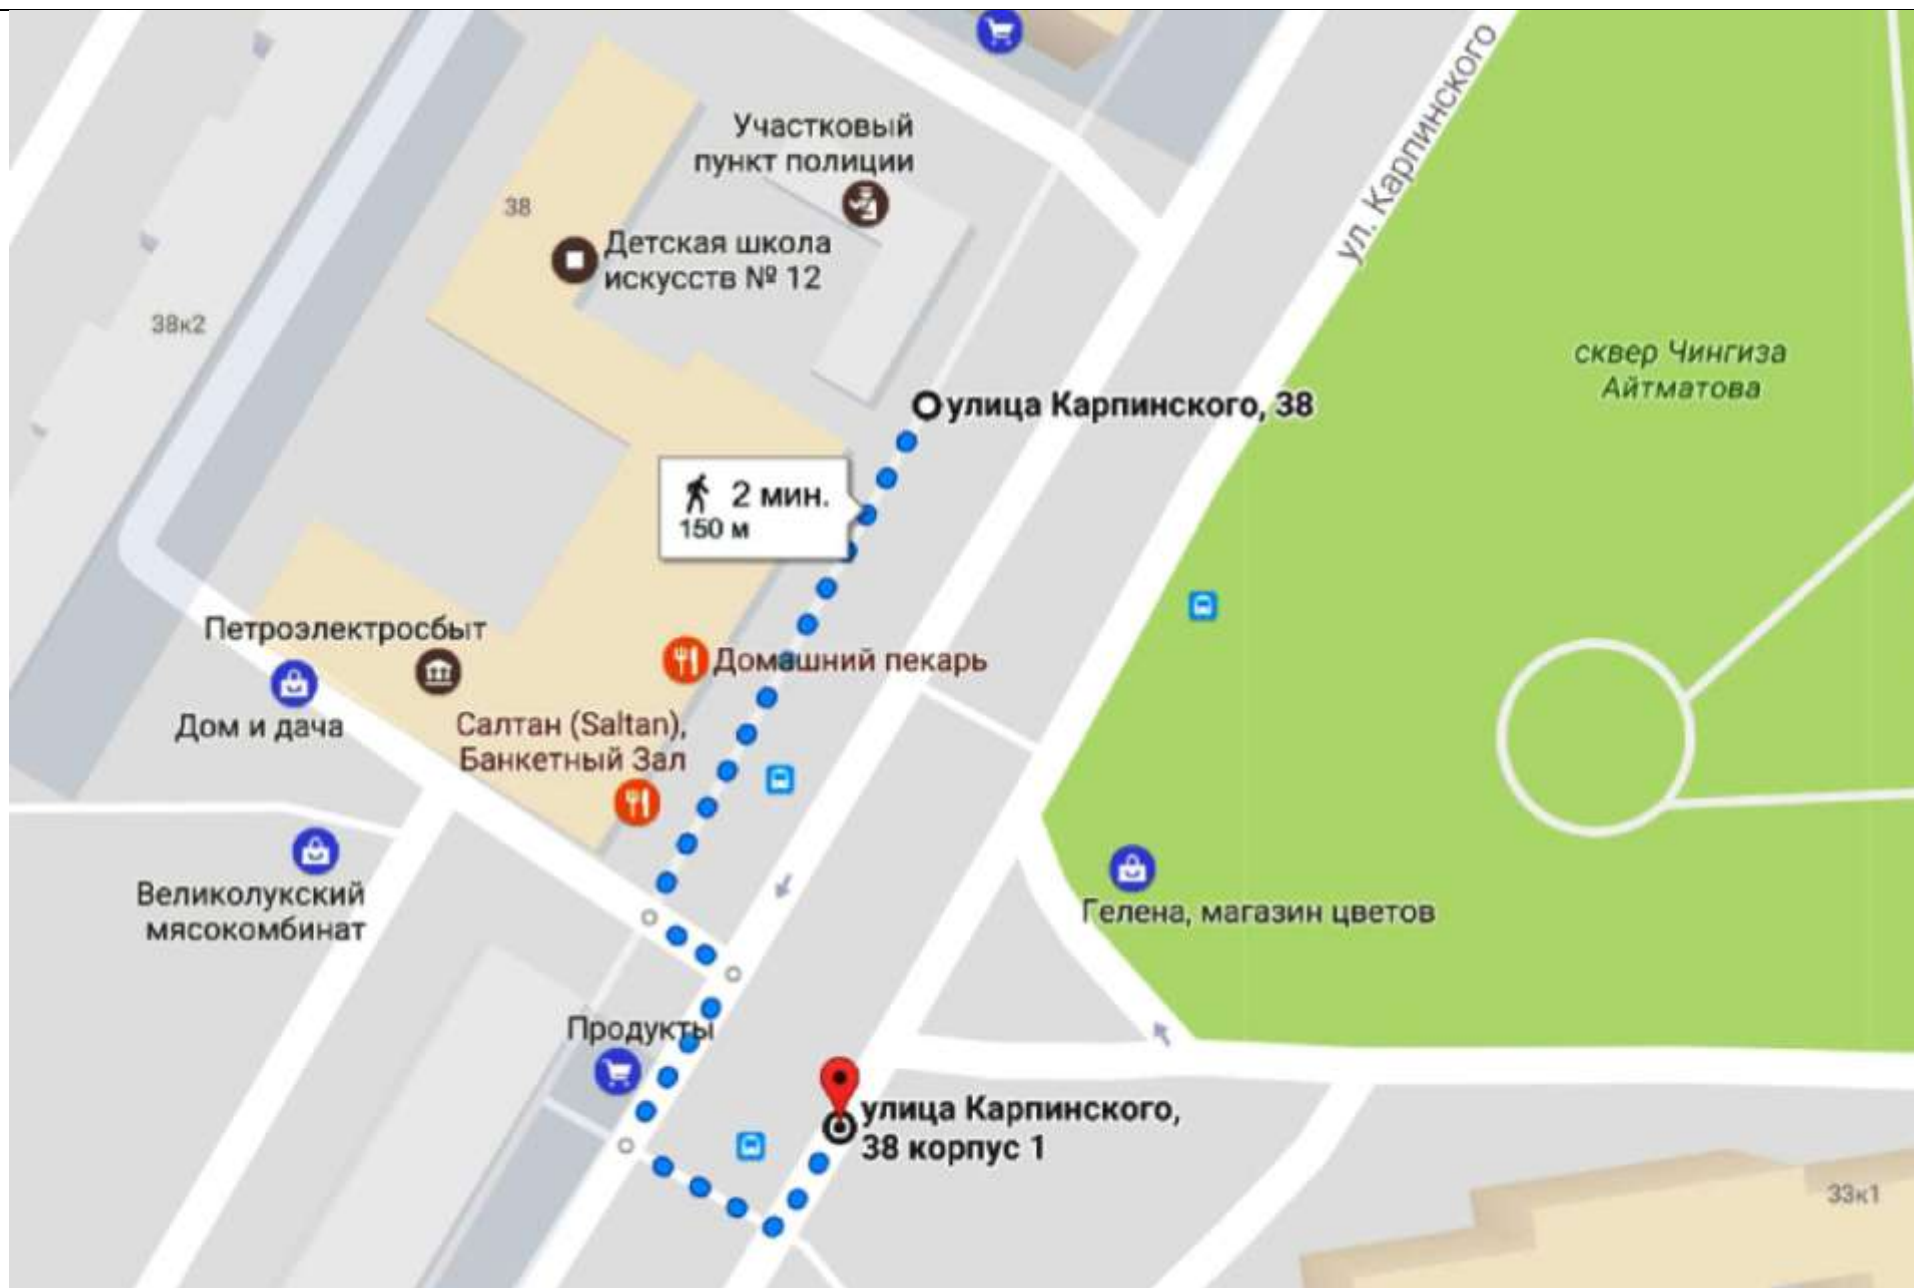 ул. Карпинского
Участковый
пункт полиции
38
Детская школа
искусств № 12
38к2
сквер Чингиза
Айтматова
улица Карпинского, 38
2 мин.
150 м
Петроэлектросбыт
Домашний пекарь
Дом и дача
Салтан (Saltan),
Банкетный Зал
Великолукский
мясокомбинат
Гелена, магазин цветов
Продукты
улица Карпинского,
38 корпус 1
33к1